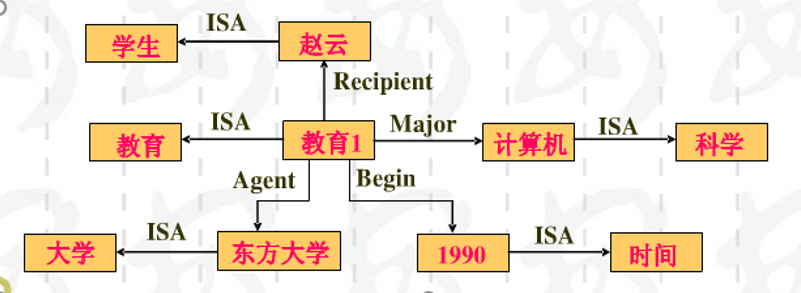 学生
ISA
赵云
Recipient
教育
ISA
教育1
Major
计算机
ISA
科学
Agent
Begin
大学
ISA
东方大学
1990
ISA
时间